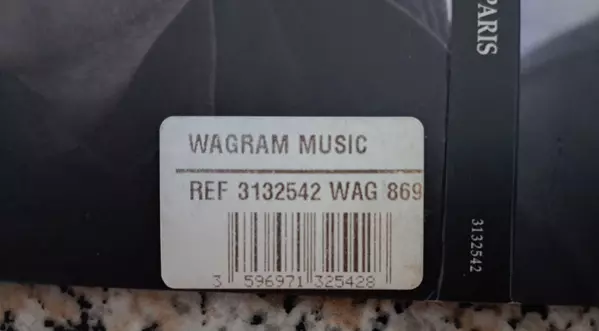 WAGRAM MUSIC
REF 3132542 WAG 869
3 596971 325428
PARIS
3132542